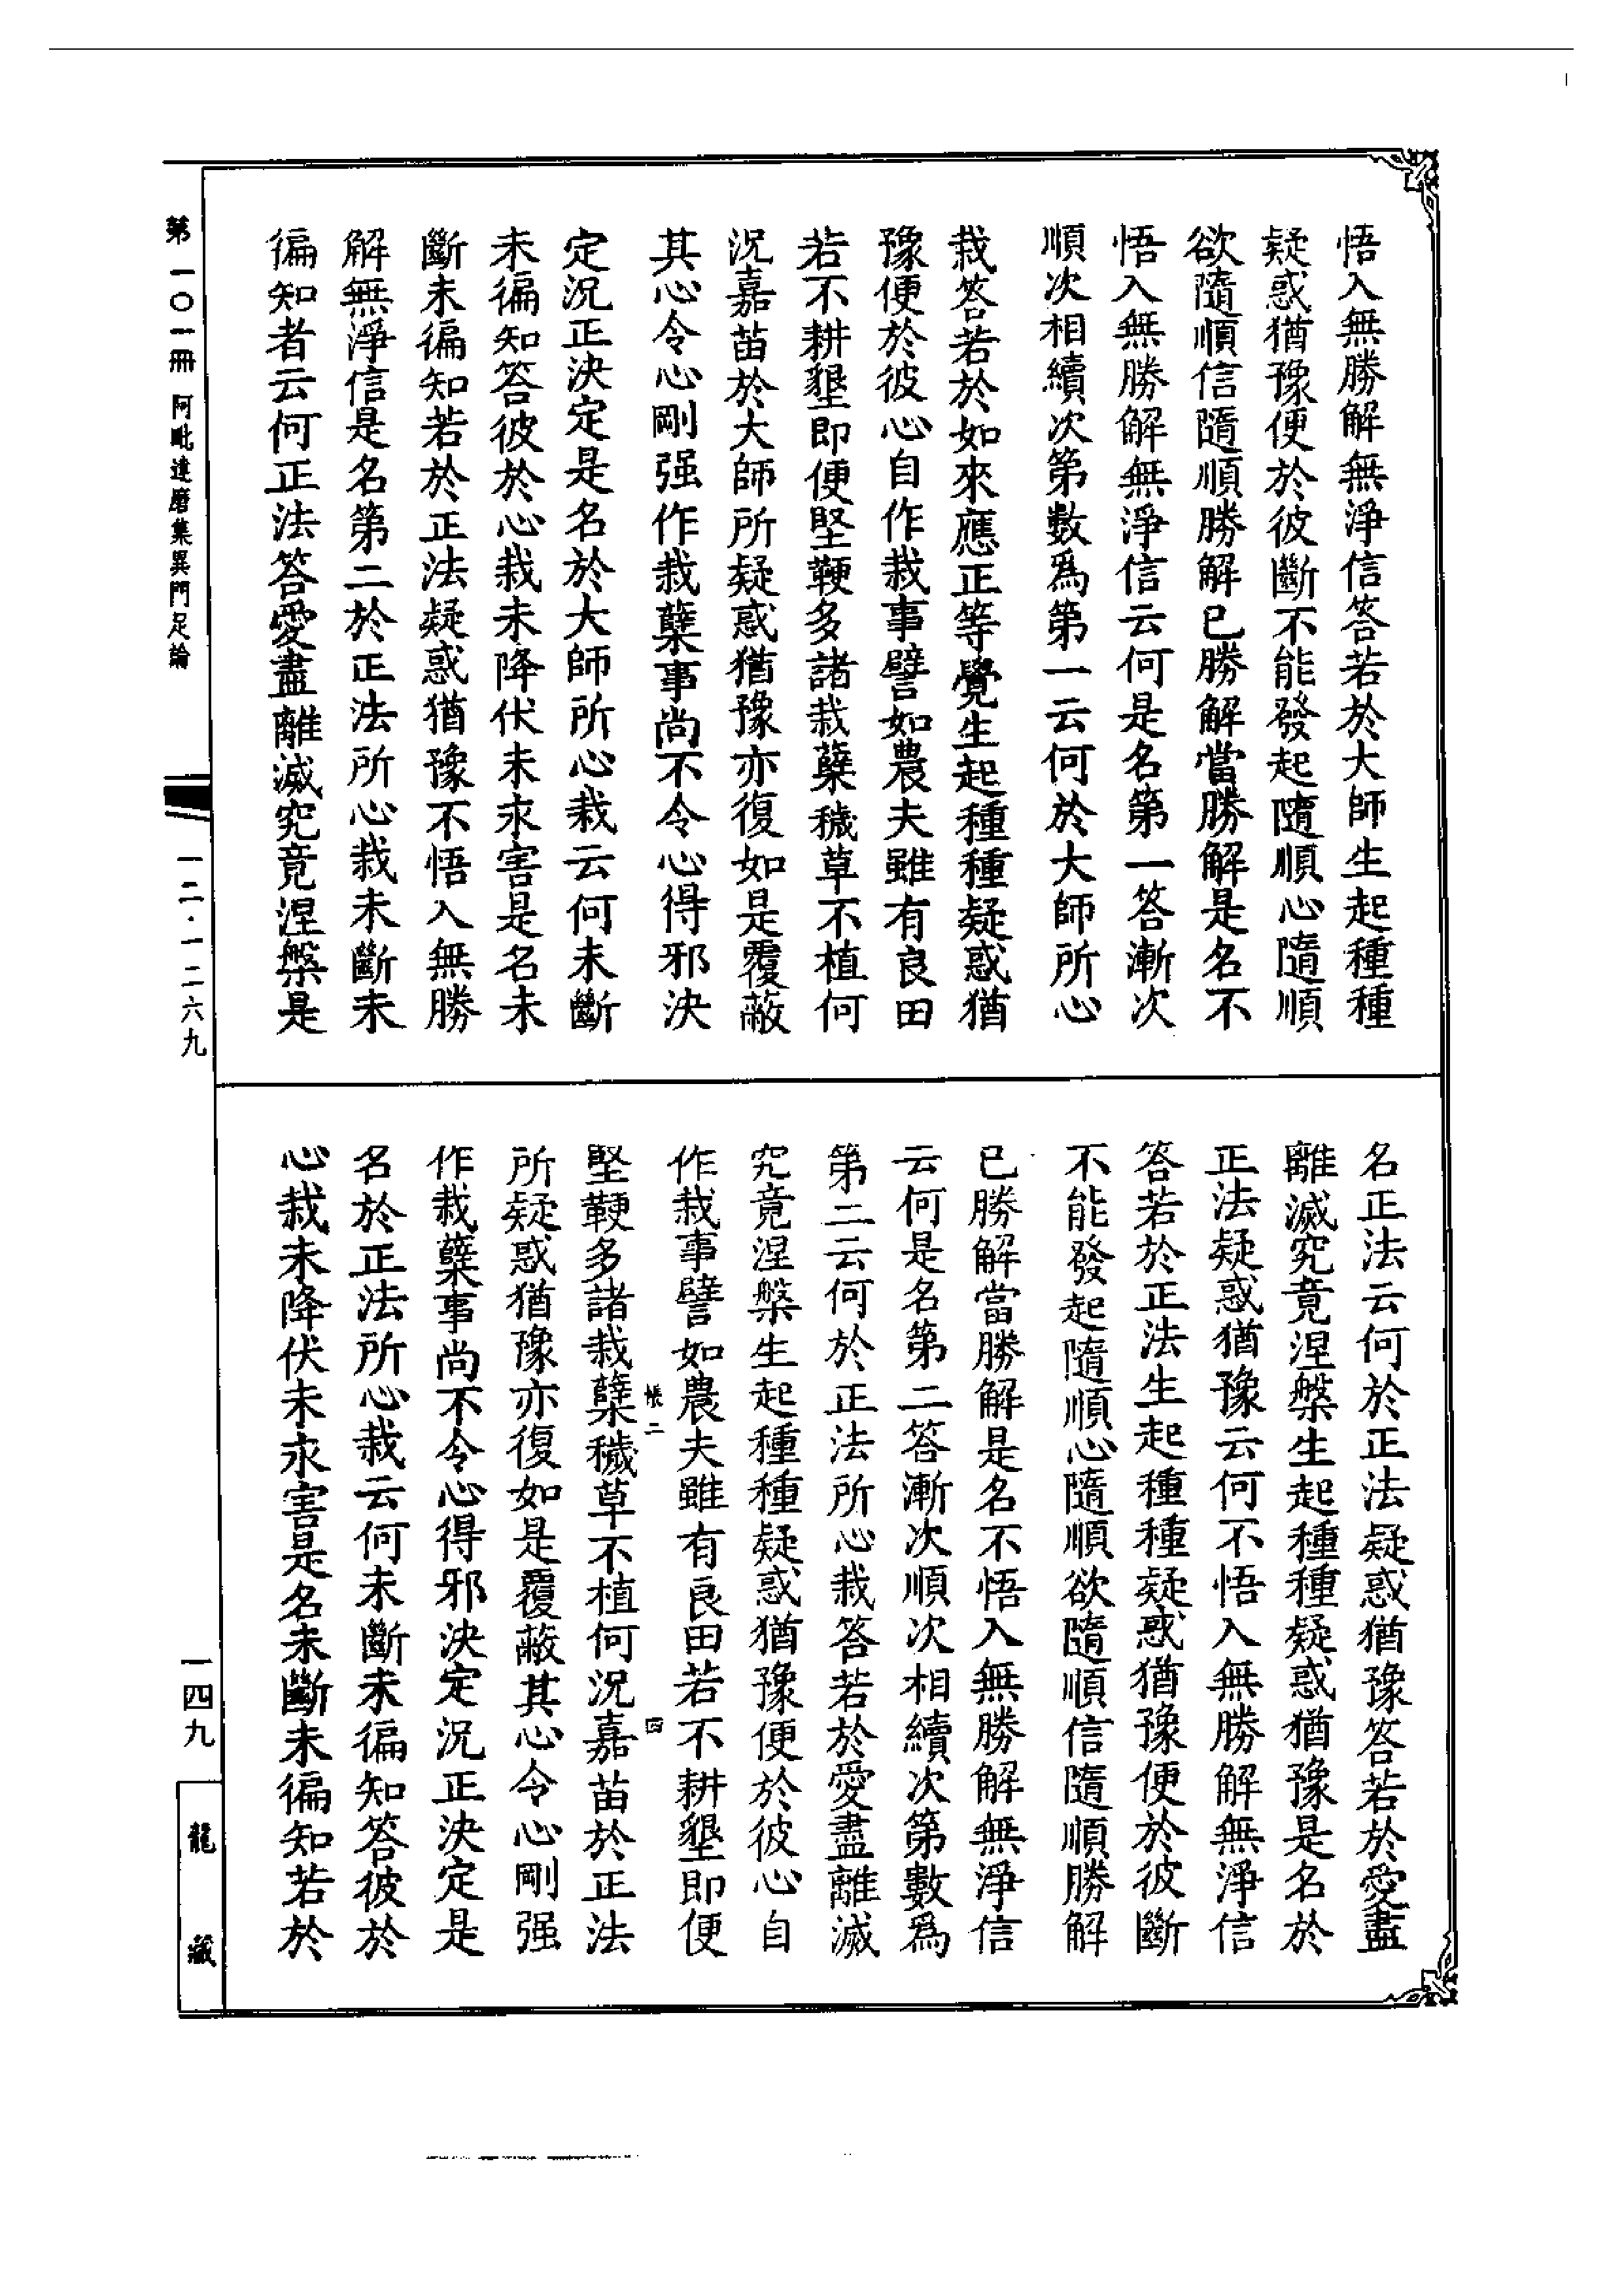 悟入無勝解無淨信答若於大師生起種種
疑惑猶豫便於彼斷不能發起隨順心隨順
欲隨順信隨順勝解已勝解當勝解是名不
悟入無勝解無淨信云何是名第一答漸次
順次相續次第數爲第一云何於大師所心
栽答若於如來應正等覺生起種種疑惑猶
豫便於彼心自作栽事譬如農夫雖有良田
若不耕墾即便堅鞕多諸栽蘖穢草不植何
況嘉苗於大師所疑惑猶豫亦復如是覆蔽
其心令心剛强作栽蘖事尚不令心得邪決
定況正決定是名於大師所心栽云何未斷
未徧知答彼於心栽未降伏未永害是名未
斷未徧知若於正法疑惑猶豫不悟入無勝
解無淨信是名第二於正法所心栽未斷未
徧知者云何正法答愛盡離滅究竟涅槃是
名正法云何於正法疑惑猶豫答若於愛盡
離滅究竟涅槃生起種種疑惑猶豫是名於
正法疑惑猶豫云何不悟入無勝解無淨信
答若於正法生起種種疑惑猶豫便於彼斷
不能發起隨順心隨順欲隨順信隨順勝解
已勝解當勝解是名不悟入無勝解無淨信
云何是名第二答漸次順次相續次第數爲
第二云何於正法所心栽答若於愛盡離滅
究竟涅槃生起種種疑惑猶豫便於彼心自
作栽事譬如農夫雖有良田若不耕墾即便
帳二 四
堅鞕多諸栽蘖穢草不植何況嘉苗於正法
所疑惑猶豫亦復如是覆蔽其心令心剛强
作栽蘖事尚不令心得邪決定況正決定是
名於正法所心栽云何未斷未徧知答彼於
心栽未降伏未永害是名未斷未徧知若於
第一〇一冊 阿毗達磨集異門足論
一二·一二六九
一四九
龍藏